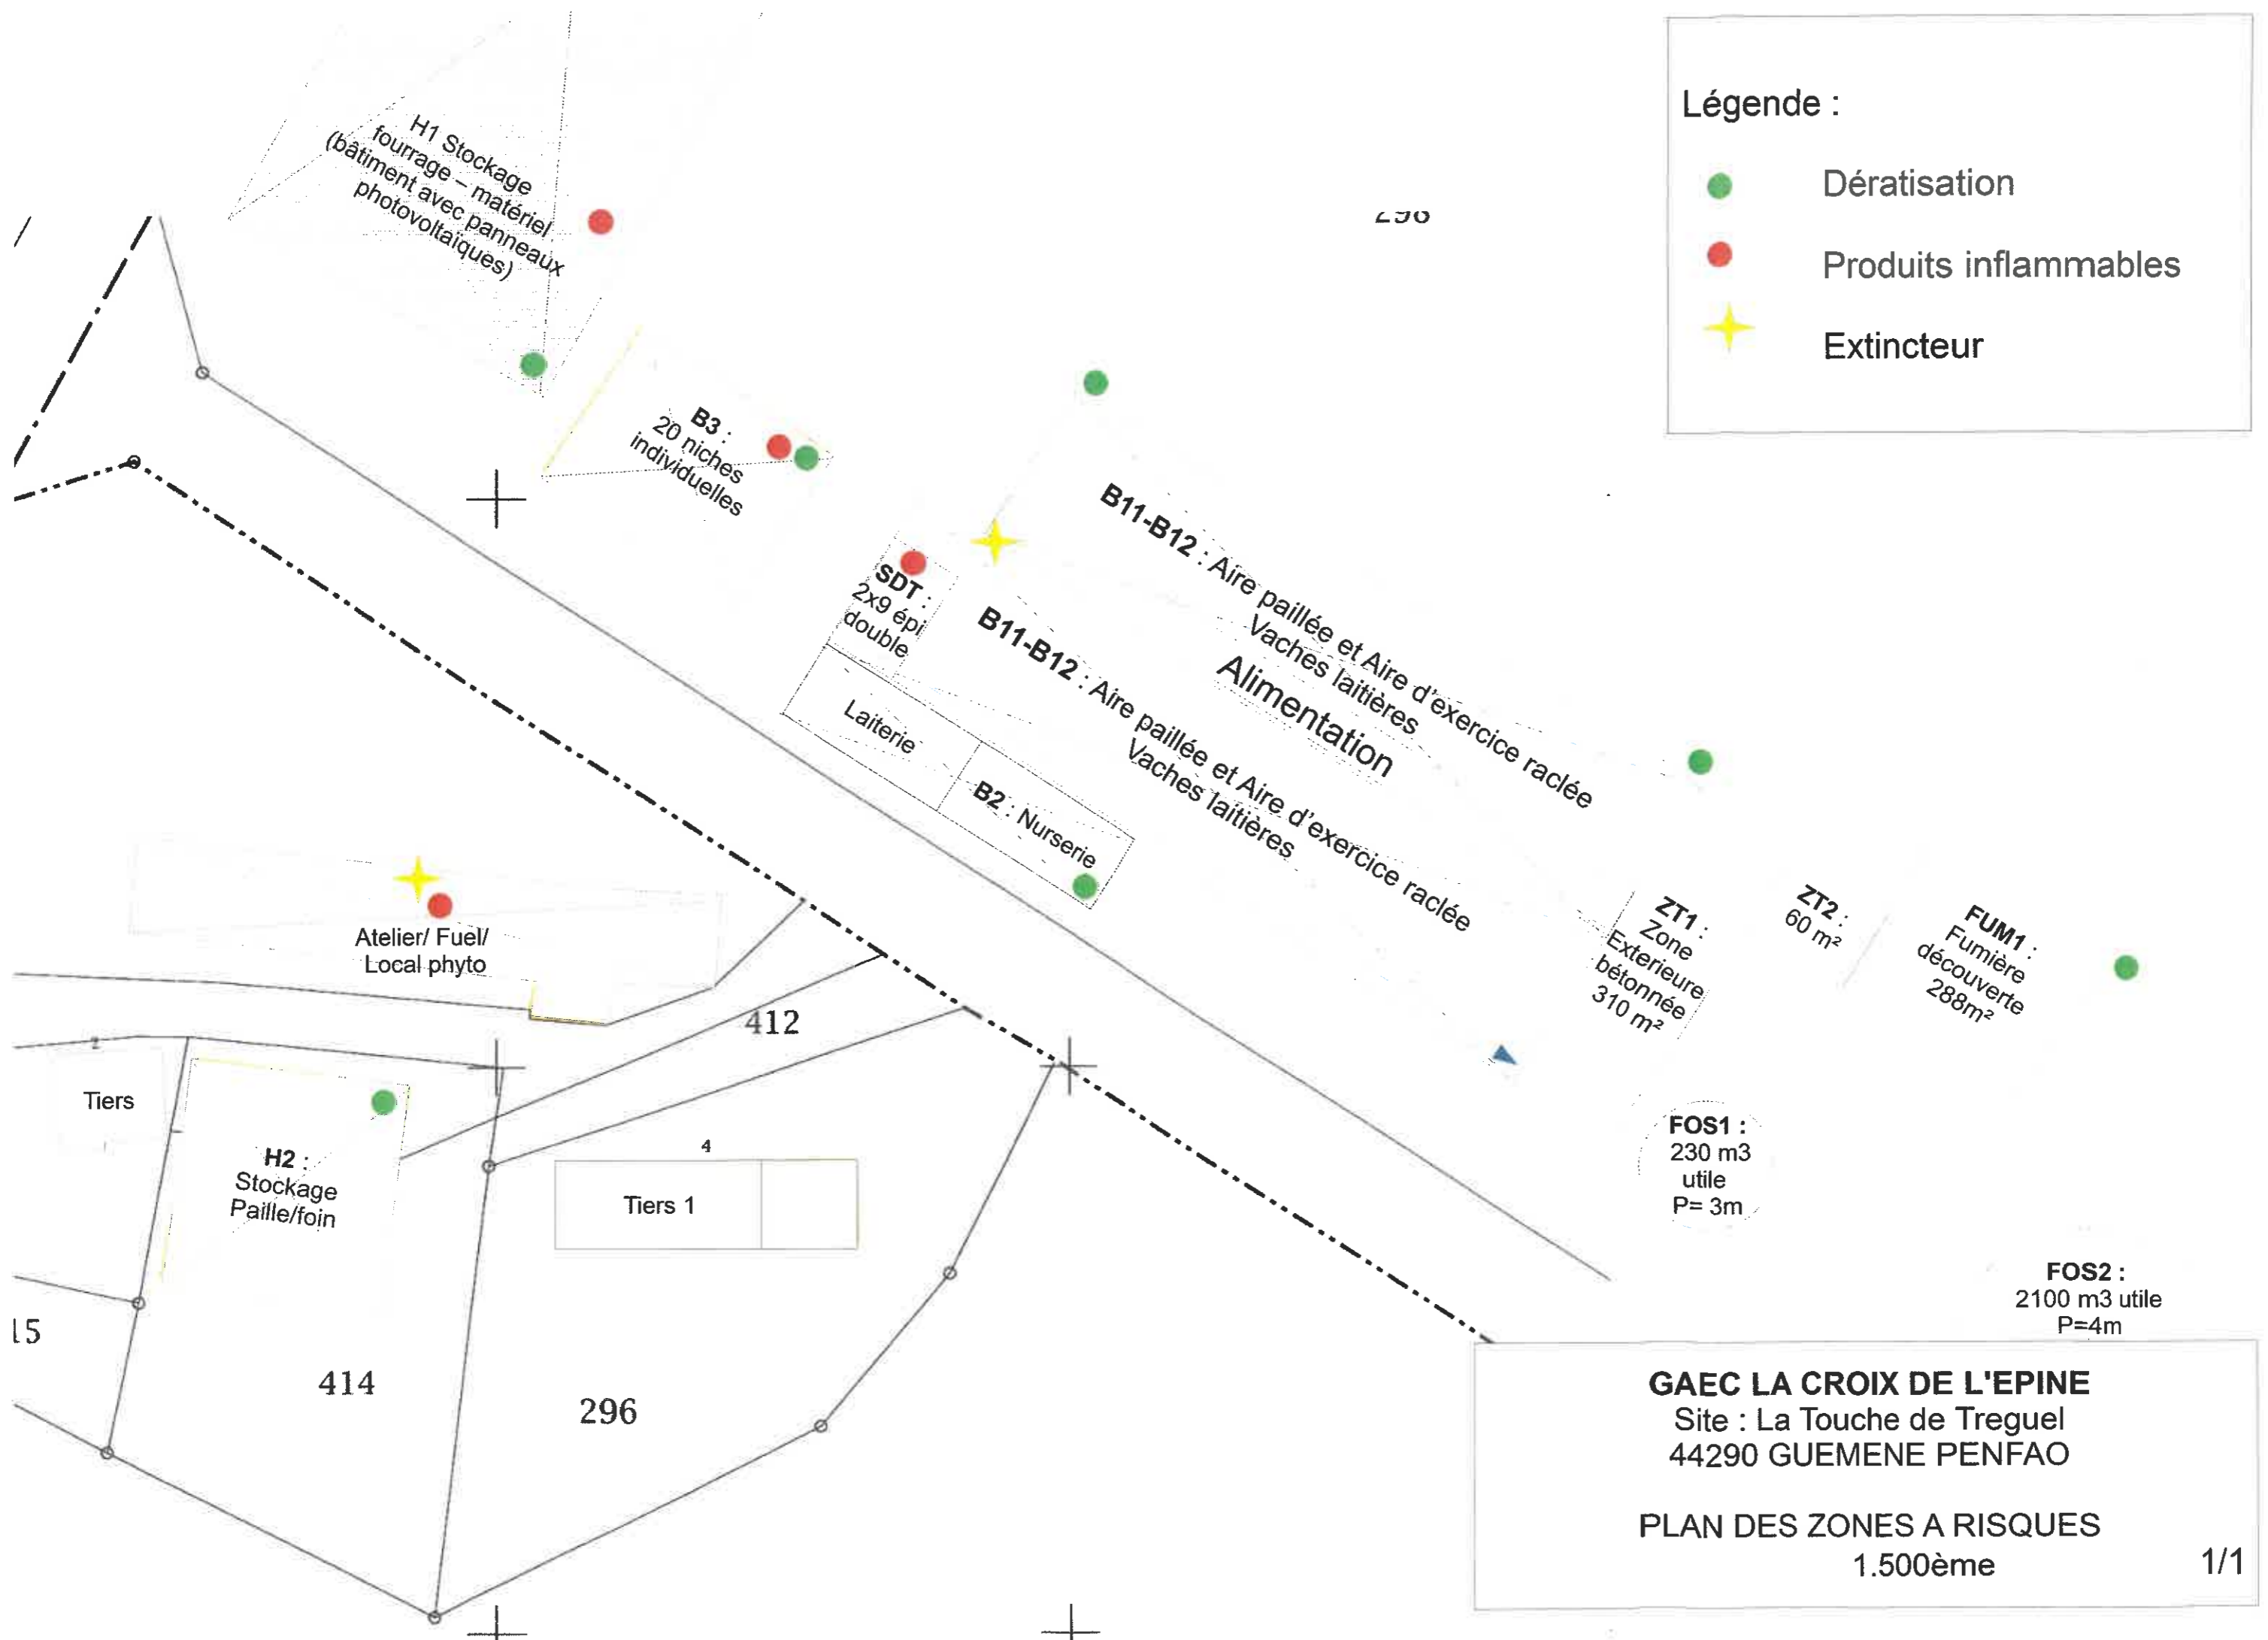 Légende :
Dératisation
Produits inflammables
Extincteur
H1 Stockage
fourrage – matériel
(bâtiment avec panneaux
photovoltaïques)
B3 :
20 niches
individuelles
SDT :
2x9 épi
double
Laiterie
B2 : Nurserie
B11-B12 : Aire paillée et Aire d'exercice raclée
Vaches laitières
Alimentation
B11-B12 : Aire paillée et Aire d'exercice raclée
Vaches laitières
ZT1 :
Zone
Exterieure
bétonnée
310 m²
ZT2 :
60 m²
FUM1 :
Fumière
découverte
288m²
Atelier/ Fuel/
Local phyto
412
Tiers
H2 :
Stockage
Paille/foin
4
Tiers 1
FOS1 :
230 m3
utile
P= 3m
FOS2 :
2100 m3 utile
P=4m
15
414
296
GAEC LA CROIX DE L'EPINE
Site : La Touche de Treguel
44290 GUEMENE PENFAO
PLAN DES ZONES A RISQUES
1.500ème
1/1